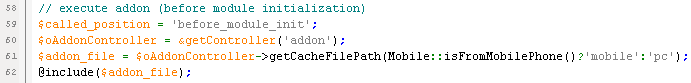 58 // execute addon (before module initialization)
59 $called_position = 'before_module_init';
60 $oAddonController = &getController('addon');
61 $addon_file = $oAddonController->getCacheFilePath(Mobile::isFromMobilePhone()?'mobile':'pc');
62 @include($addon_file);